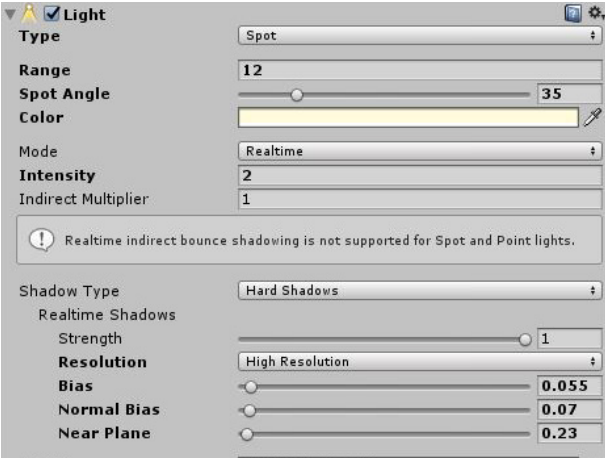 Light
Type Spot
Range 12
Spot Angle 35
Color
Mode Realtime
Intensity 2
Indirect Multiplier 1
Realtime indirect bounce shadowing is not supported for Spot and Point lights.
Shadow Type Hard Shadows
Realtime Shadows
Strength 1
Resolution High Resolution
Bias 0.055
Normal Bias 0.07
Near Plane 0.23